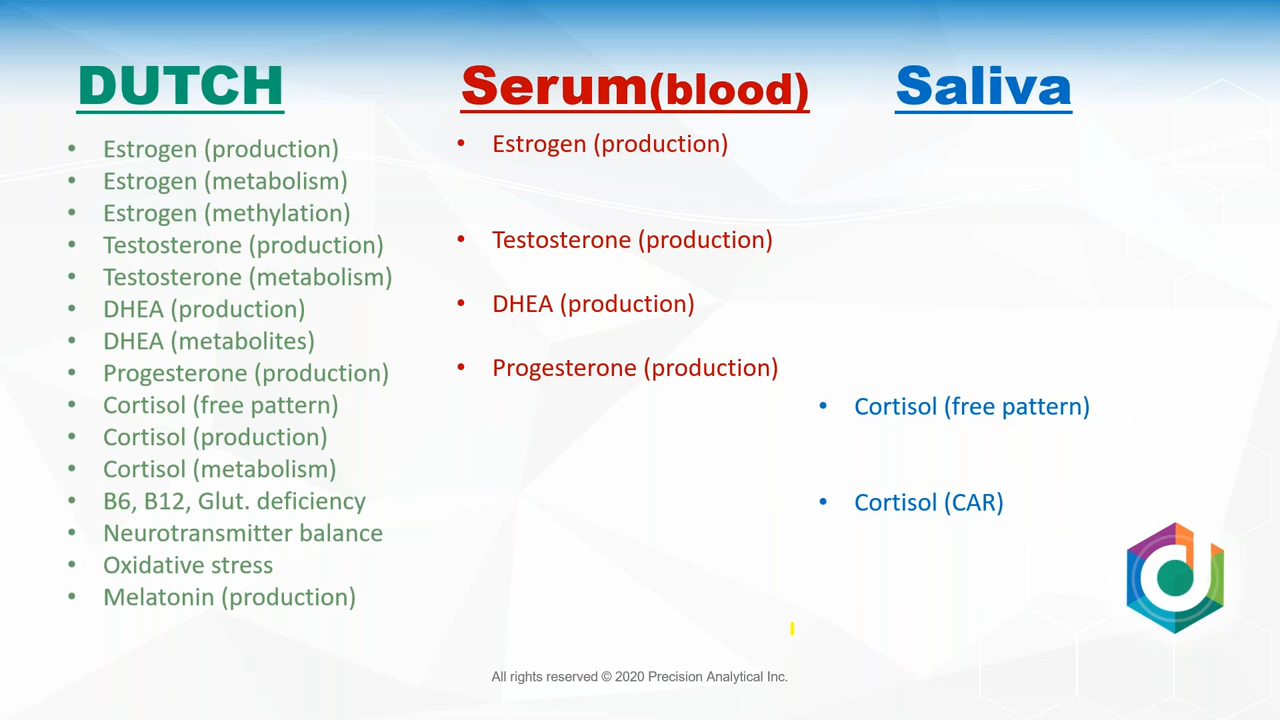 DUTCH
• Estrogen (production)
• Estrogen (metabolism)
• Estrogen (methylation)
• Testosterone (production)
• Testosterone (metabolism)
• DHEA (production)
• DHEA (metabolites)
• Progesterone (production)
• Cortisol (free pattern)
• Cortisol (production)
• Cortisol (metabolism)
• B6, B12, Glut. deficiency
• Neurotransmitter balance
• Oxidative stress
• Melatonin (production)
Serum(blood)
• Estrogen (production)
• Testosterone (production)
• DHEA (production)
• Progesterone (production)
Saliva
• Cortisol (free pattern)
• Cortisol (CAR)
All rights reserved © 2020 Precision Analytical Inc.